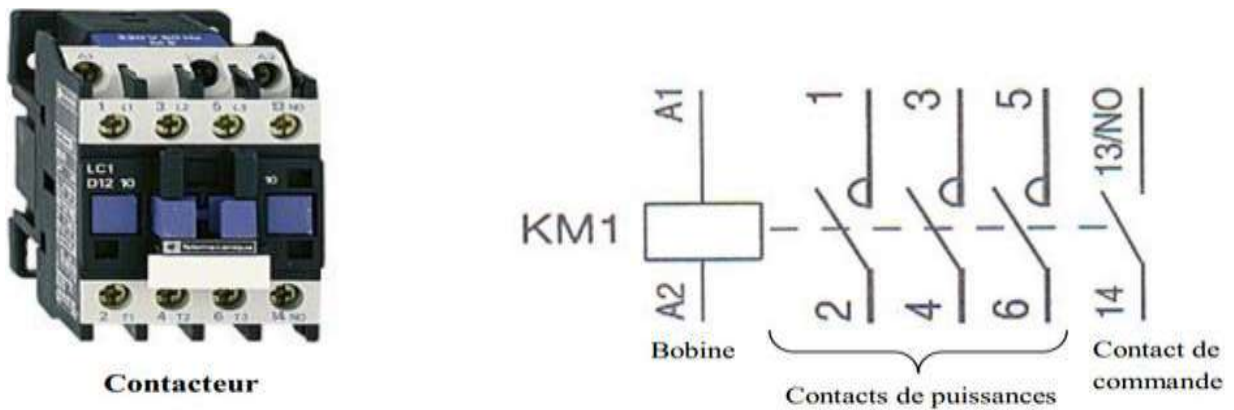 A1 A2
1 L1 3 L2 5 L3 13 NO
LC1
D12 10
10
Telemecanique
2 T1 4 T2 6 T3 14 NO
Contacteur
A1 1 3 5 13/NO
KM1
A2 2 4 6 14
Bobine
Contacts de puissances
Contact de
commande